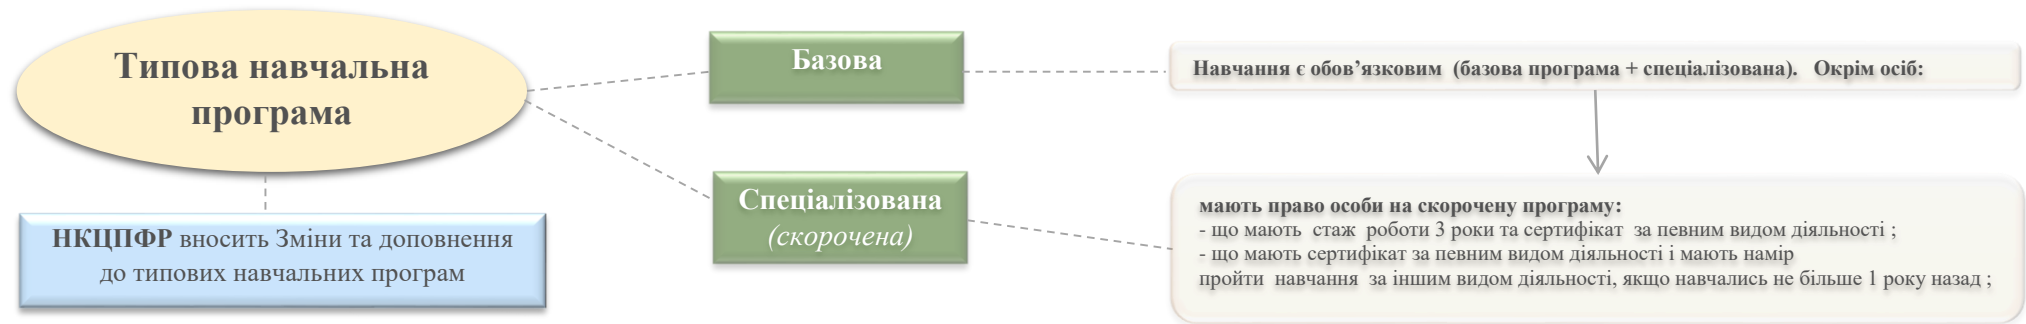 Типова навчальна
програма
НКЦПФР вносить Зміни та доповнення
до типових навчальних програм
Базова
Спеціалізована
(скорочена)
Навчання є обов’язковим (базова програма + спеціалізована). Окрім осіб:
мають право особи на скорочену програму:
- що мають стаж роботи 3 роки та сертифікат за певним видом діяльності ;
- що мають сертифікат за певним видом діяльності і мають намір
пройти навчання за іншим видом діяльності, якщо навчались не більше 1 року назад ;